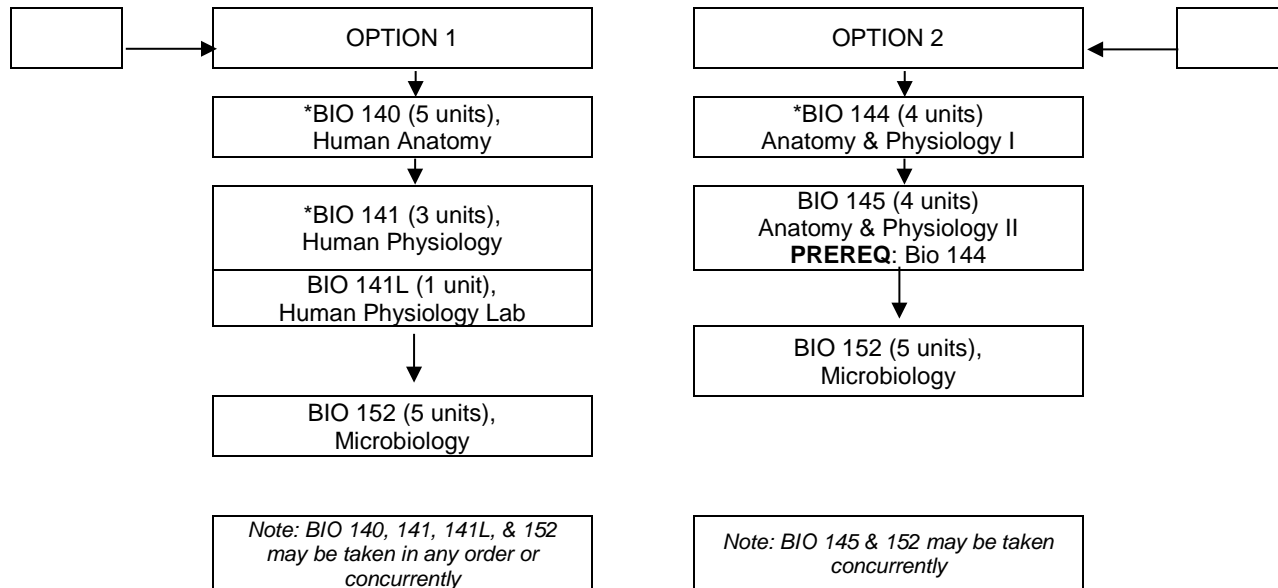 OPTION 1
*BIO 140 (5 units),
Human Anatomy
*BIO 141 (3 units),
Human Physiology
BIO 141L (1 unit),
Human Physiology Lab
BIO 152 (5 units),
Microbiology
Note: BIO 140, 141, 141L, & 152
may be taken in any order or
concurrently
OPTION 2
*BIO 144 (4 units)
Anatomy & Physiology I
BIO 145 (4 units)
Anatomy & Physiology II
PREREQ: Bio 144
BIO 152 (5 units),
Microbiology
Note: BIO 145 & 152 may be taken
concurrently